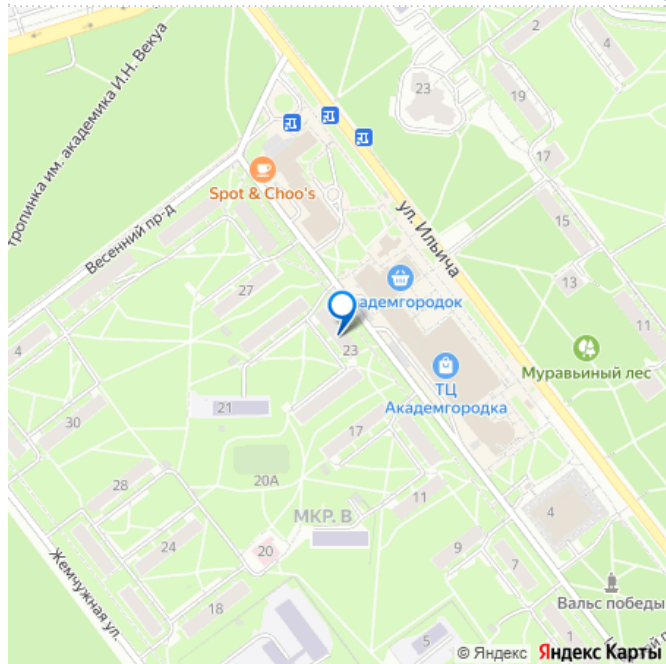 тропинка им. академика И.Н. Векуа
2
4
23
19
17
Spot & Choo's
ул. Ильича
Весенний пр-д
15
13
27
адемгородок
11
4
23
Муравьиный лес
ТЦ
Академгородка
21
30
17
20А
28
11
МКР. В
4
24
20
9
7
Жемчужная ул.
18
Вальс победы
5
1
© Яндекс Яндекс Карты